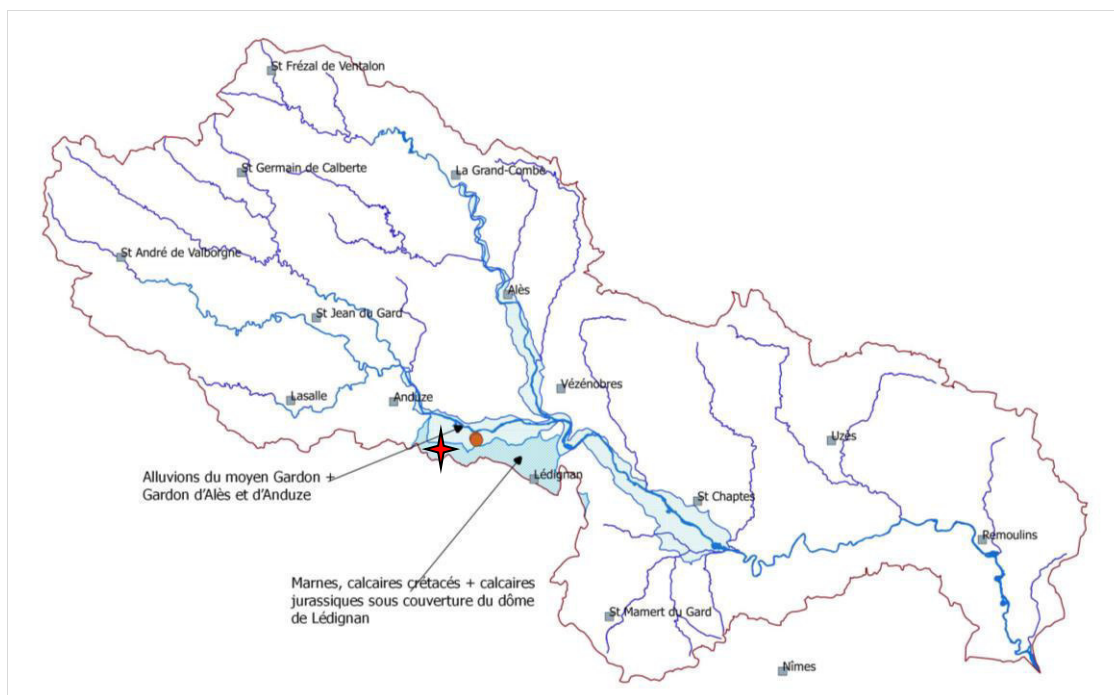 St Frézal de Ventalon
St Germain de Calberte
La Grand-Combe
St André de Valborgne
Alès
St Jean du Gard
Vézénobres
Lasalle
Anduze
Uzès
Alluvions du moyen Gardon +
Gardon d'Alès et d'Anduze
Lédignan
St Chaptes
Remoulins
Marnes, calcaires crétacés + calcaires
jurassiques sous couverture du dôme
de Lédignan
St Mamert du Gard
Nîmes